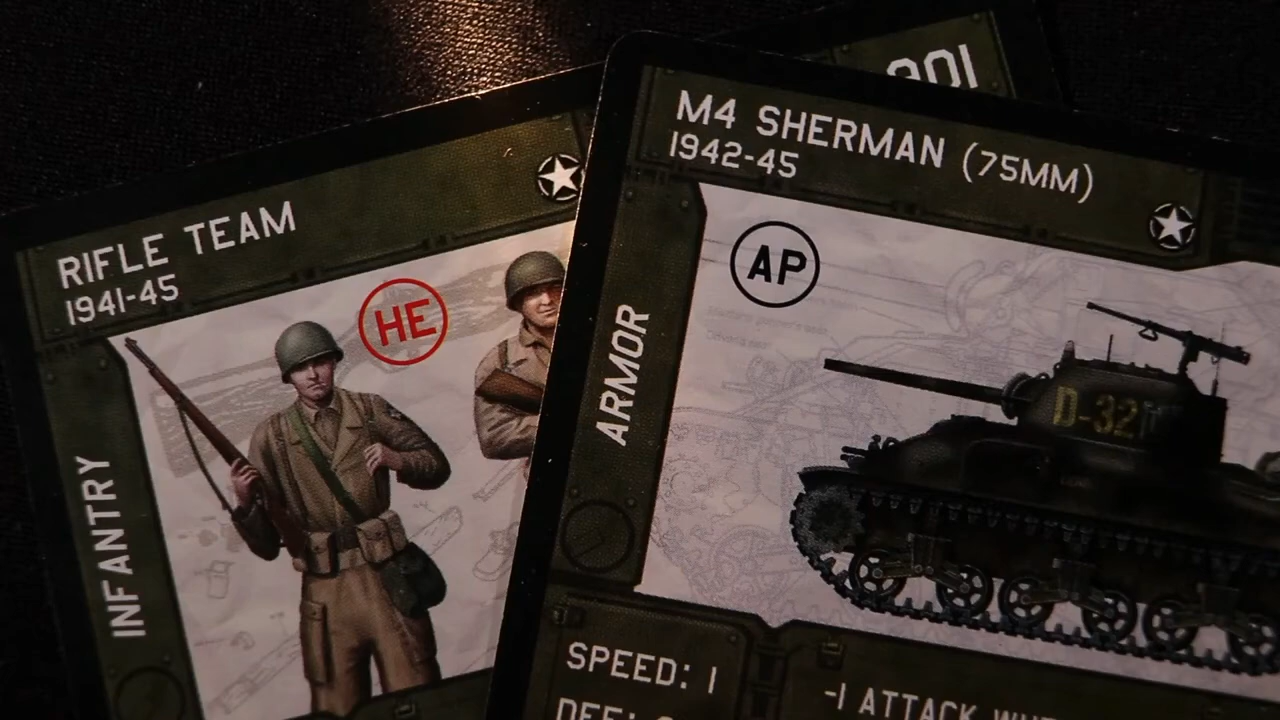 RIFLE TEAM
1941-45
HE
INFANTRY
M4 SHERMAN (75MM)
1942-45
AP
ARMOR
D-32
SPEED: 1
-1 ATTACK